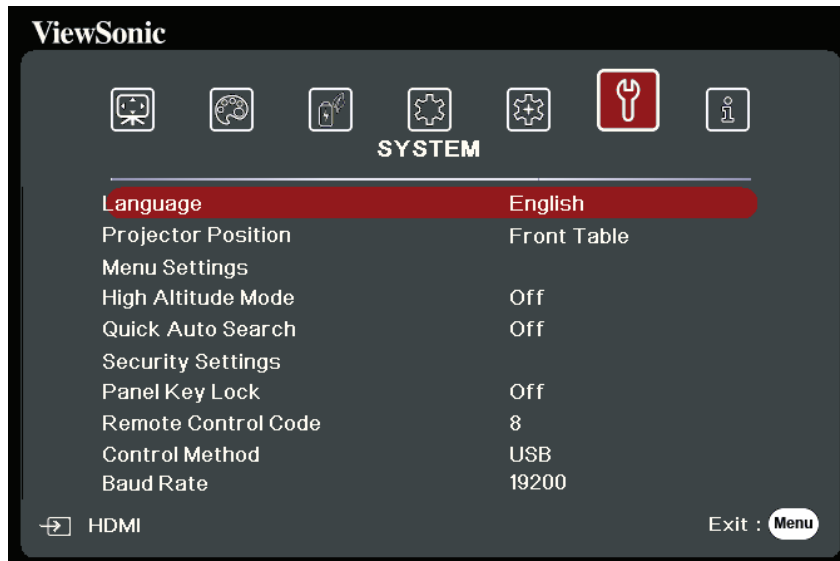 ViewSonic
SYSTEM
Language English
Projector Position Front Table
Menu Settings
High Altitude Mode Off
Quick Auto Search Off
Security Settings
Panel Key Lock Off
Remote Control Code 8
Control Method USB
Baud Rate 19200
HDMI Exit : Menu